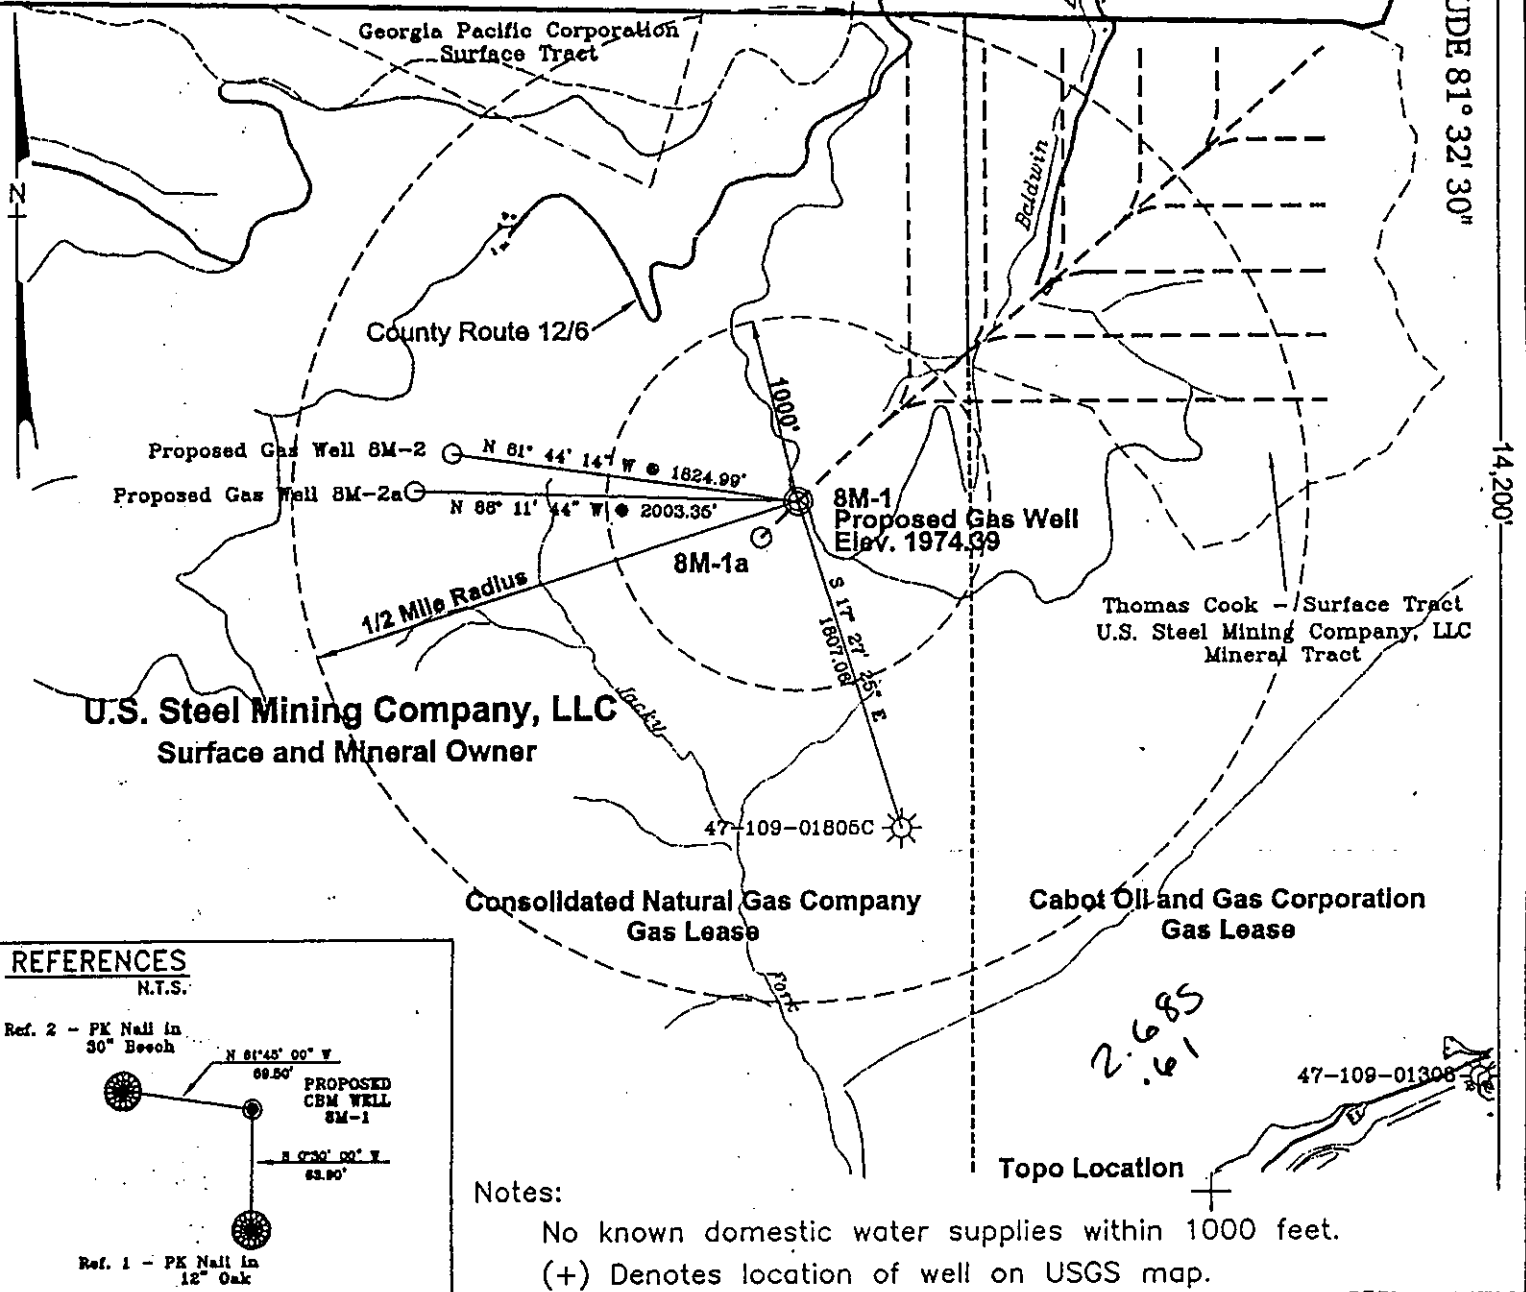 Georgia Pacific Corporation
Surface Tract
UDE 81° 32' 30"
N
Baldwin
County Route 12/6
1000'
Proposed Gas Well 8M-2
N 81° 44' 14" W @ 1824.99'
Proposed Gas Well 8M-2a
N 88° 11' 44" W @ 2003.35'
8M-1
Proposed Gas Well
Elev. 1974.39
8M-1a
14,200'
1/2 Mile Radius
S 17° 27' 25" E
1807.06'
Thomas Cook - Surface Tract
U.S. Steel Mining Company, LLC
Mineral Tract
U.S. Steel Mining Company, LLC
Surface and Mineral Owner
Jacky
47-109-01805C
Consolidated Natural Gas Company
Gas Lease
Cabot Oil and Gas Corporation
Gas Lease
Fork
REFERENCES
N.T.S.
Ref. 2 - PK Nail in
30" Beech
N 81°45' 00" W
69.50'
PROPOSED
CBM WELL
8M-1
0°30' 00"
53.90'
Ref. 1 - PK Nail in
12" Oak
2.685
.61
47-109-01308
Topo Location
Notes:
No known domestic water supplies within 1000 feet.
(+) Denotes location of well on USGS map.